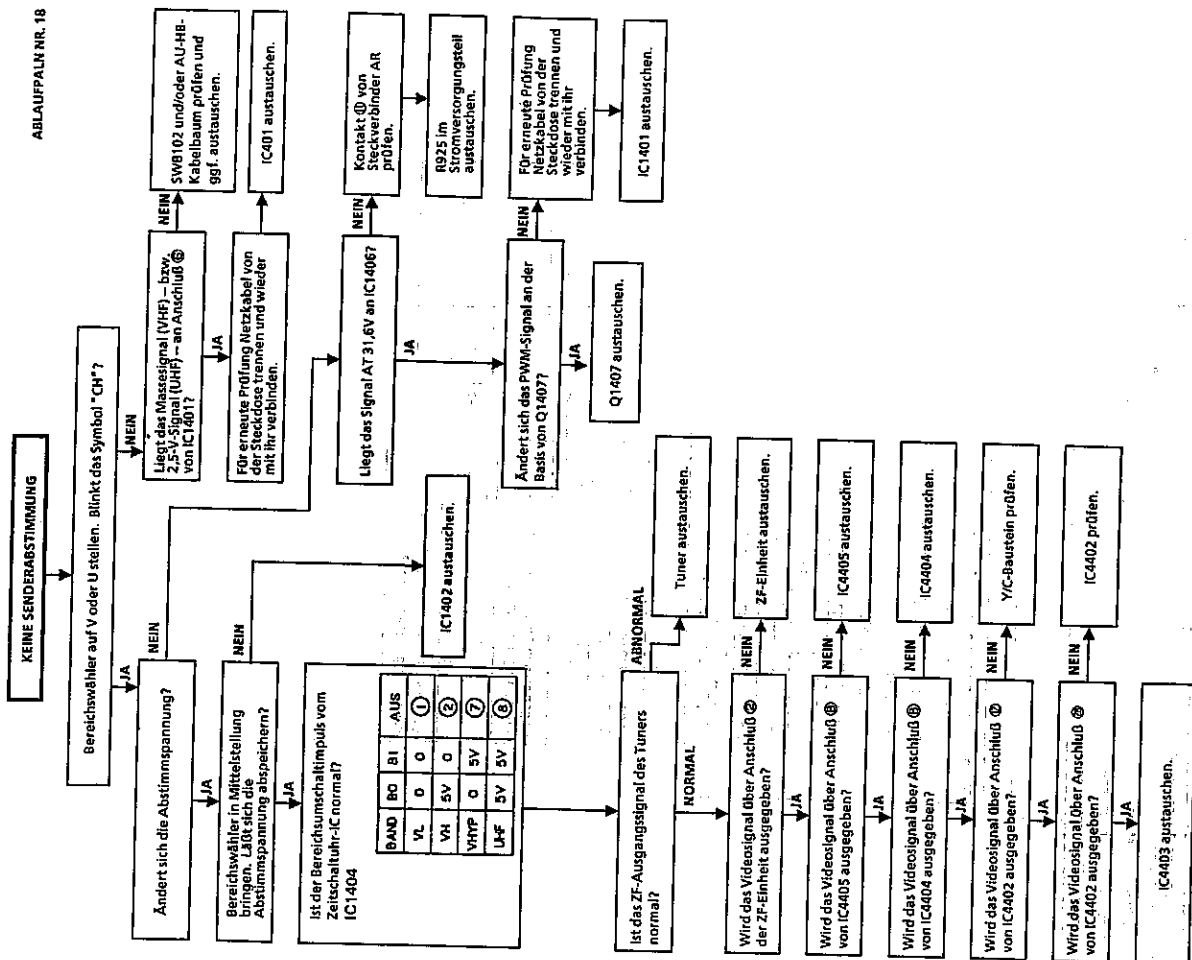 ABLAUFPALN NR. 18
KEINE SENDERABSTIMMUNG
Bereichswähler auf V oder U stellen. Blinkt das Symbol "CH"?
JA
NEIN
Ändert sich die Abstimmspannung?
NEIN
JA
Bereichswähler in Mittelstellung
bringen. Läßt sich die
Abstimmspannung abspeichern?
NEIN
JA
IC1402 austauschen.
Ist der Bereichsumschaltimpuls vom
Zeitschaltuhr-IC normal?
IC1404
BAND BO BI AUS
VL O O ①
VH 5V O ②
VHYP O 5V ⑦
UHF 5V 5V ⑧
Liegt das Massesignal (VHF) – bzw.
2,5-V-Signal (UHF) – an Anschluß
von IC1401?
NEIN
SW8102 und/oder AU-HB-
Kabelbaum prüfen und
ggf. austauschen.
JA
Für erneute Prüfung Netzkabel von
der Steckdose trennen und wieder
mit ihr verbinden.
IC401 austauschen.
Liegt das Signal AT 31,6V an IC1406?
NEIN
Kontakt ① von
Steckverbinder AR
prüfen.
R925 im
Stromversorgungsteil
austauschen.
JA
Ändert sich das PWM-Signal an der
Basis von Q1407?
NEIN
Für erneute Prüfung
Netzkabel von der
Steckdose trennen und
wieder mit ihr
verbinden.
IC1401 austauschen.
JA
Q1407 austauschen.
Ist das ZF-Ausgangssignal des Tuners
normal?
ABNORMAL
Tuner austauschen.
NORMAL
Wird das Videosignal über Anschluß
der ZF-Einheit ausgegeben?
NEIN
ZF-Einheit austauschen.
JA
Wird das Videosignal über Anschluß
von IC4405 ausgegeben?
NEIN
IC4405 austauschen.
JA
Wird das Videosignal über Anschluß
von IC4404 ausgegeben?
NEIN
IC4404 austauschen.
JA
Wird das Videosignal über Anschluß
von IC4402 ausgegeben?
NEIN
Y/C-Baustein prüfen.
JA
Wird das Videosignal über Anschluß
von IC4402 ausgegeben?
NEIN
IC4402 prüfen.
JA
IC4403 austauschen.